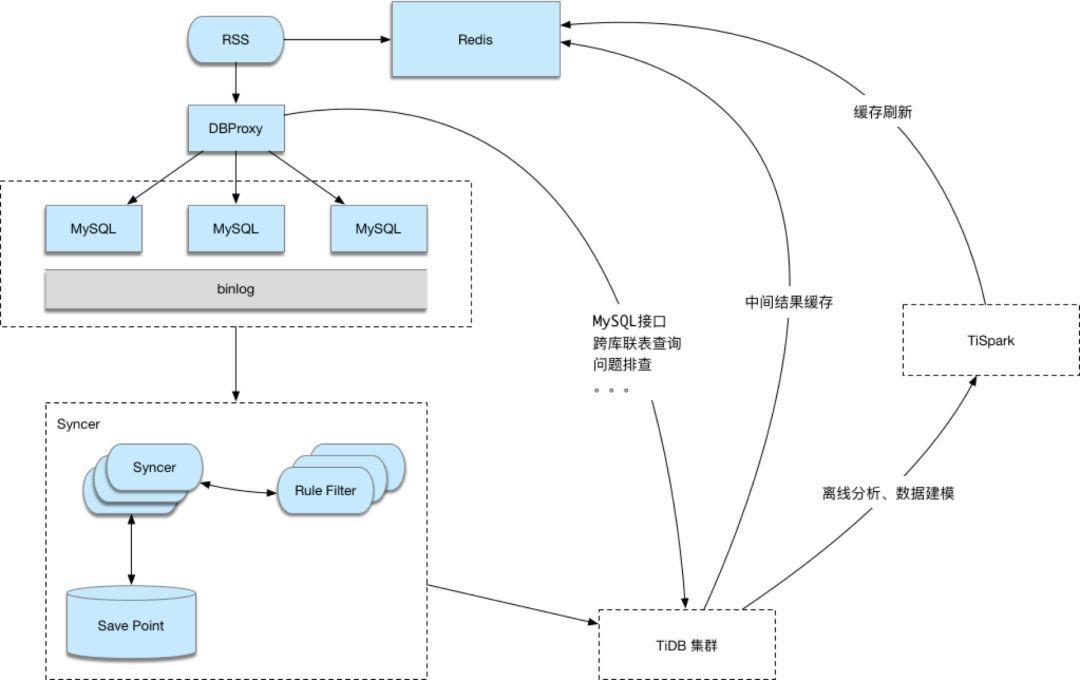 RSS
Redis
缓存刷新
DBProxy
MySQL
MySQL
MySQL
binlog
中间结果缓存
MySQL接口
跨库联表查询
问题排查
。。。
TiSpark
Syncer
Syncer
Rule Filter
离线分析、数据建模
Save Point
TiDB 集群